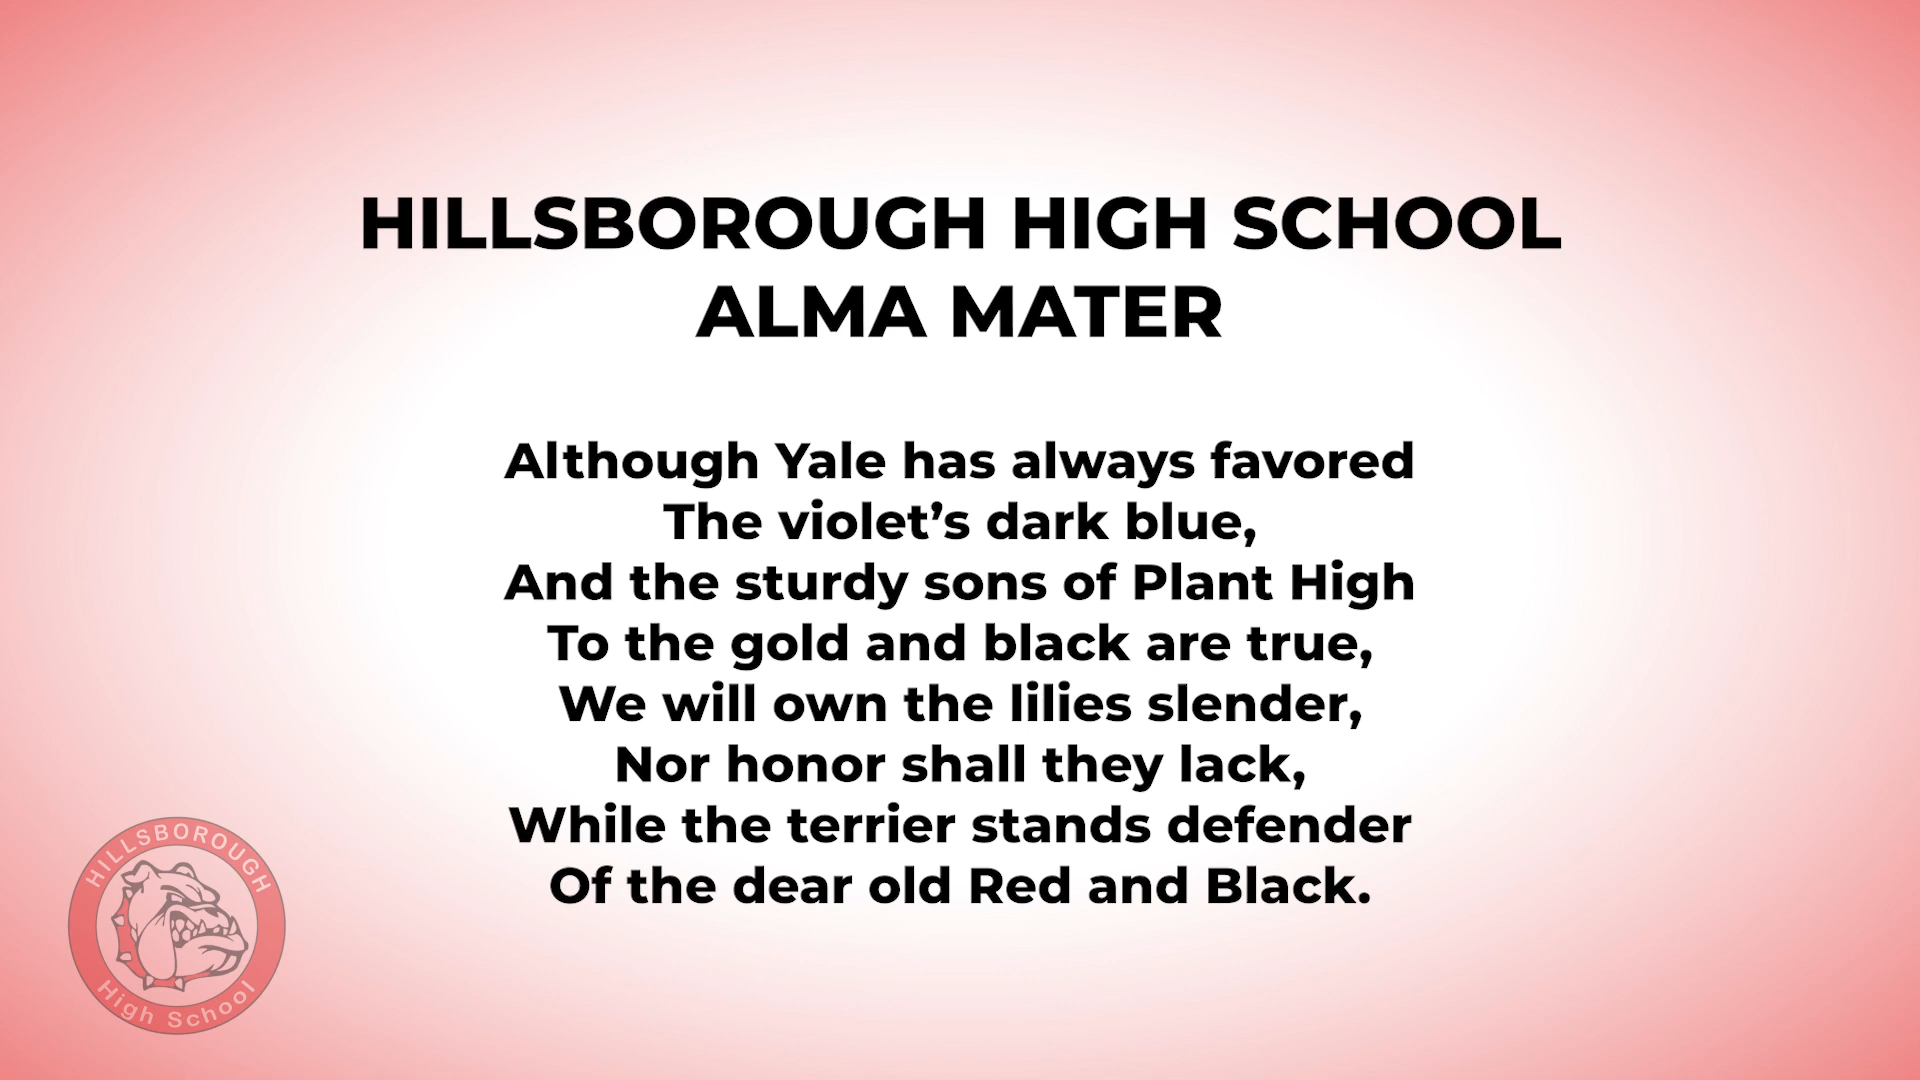 HILLSBOROUGH HIGH SCHOOL
ALMA MATER
Although Yale has always favored
The violet’s dark blue,
And the sturdy sons of Plant High
To the gold and black are true,
We will own the lilies slender,
Nor honor shall they lack,
While the terrier stands defender
Of the dear old Red and Black.
HILLSBOROUGH
High School